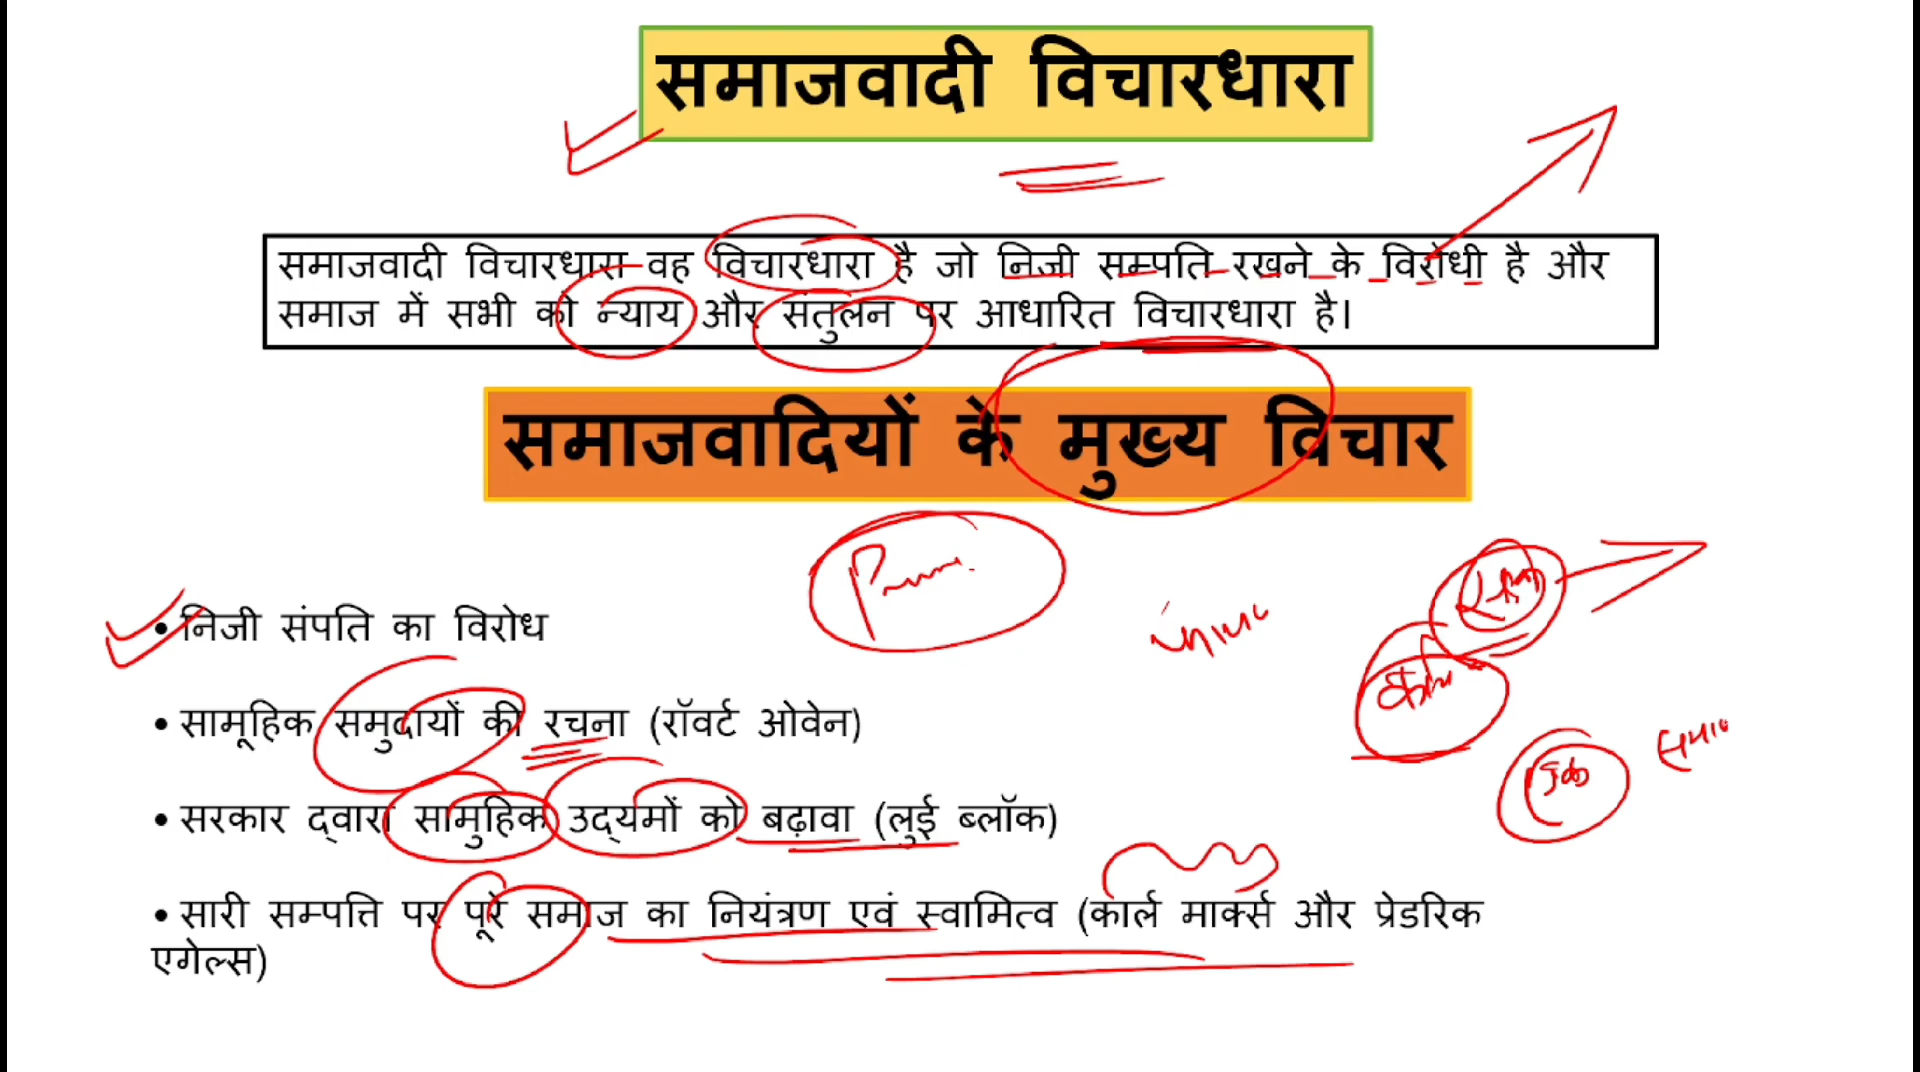 समाजवादी विचारधारा
समाजवादी विचारधारा वह विचारधारा है जो निजी सम्पति रखने के विरोधी है और
समाज में सभी को न्याय और संतुलन पर आधारित विचारधारा है।
समाजवादियों के मुख्य विचार
• निजी संपति का विरोध
• सामूहिक समुदायों की रचना (रॉवर्ट ओवेन)
• सरकार द्वारा सामुहिक उद्यमों को बढ़ावा (लुई ब्लॉक)
• सारी सम्पत्ति पर पूरे समाज का नियंत्रण एवं स्वामित्व (कार्ल मार्क्स और प्रेडरिक
एगेल्स)